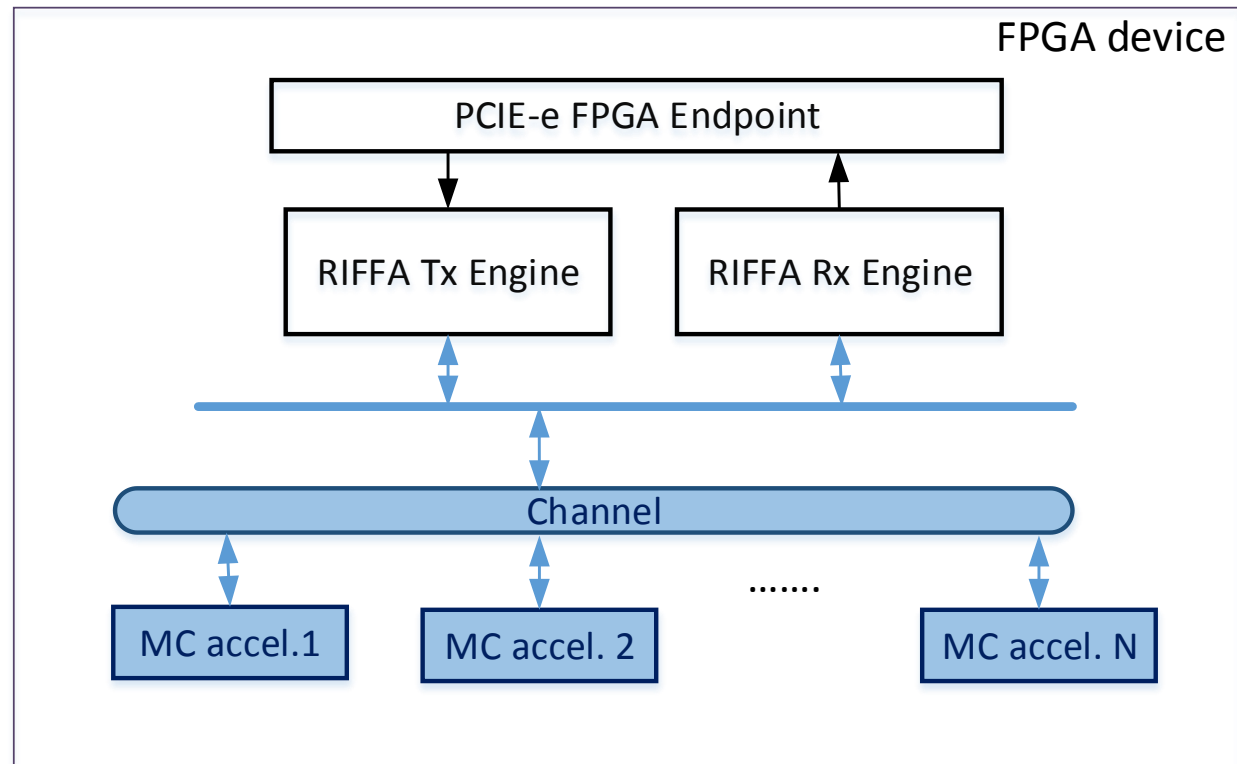 FPGA device
PCIE-e FPGA Endpoint
RIFFA Tx Engine
RIFFA Rx Engine
Channel
.......
MC accel.1
MC accel. 2
MC accel. N